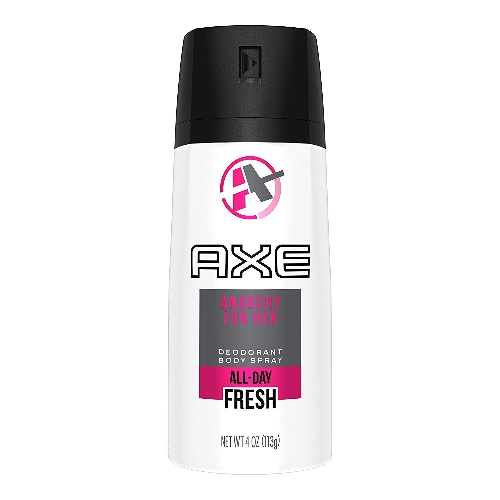 AXE
ANARCHY
FOR HER
DEODORANT
BODY SPRAY
ALL-DAY
FRESH
NET WT 4 OZ (113g)